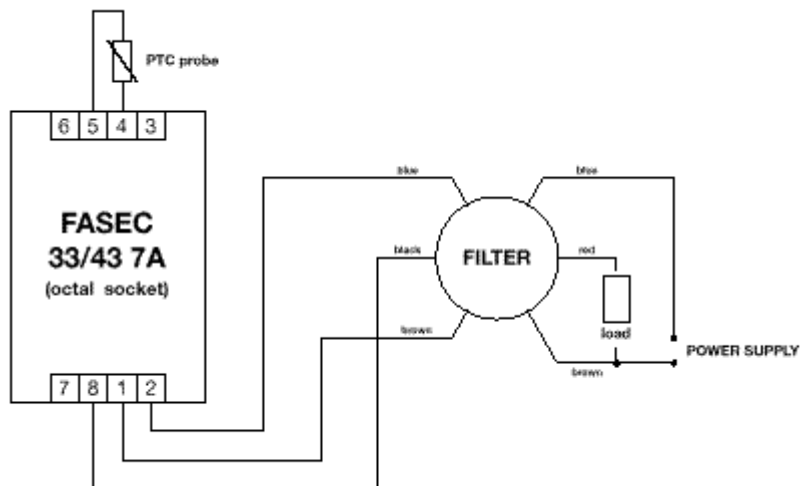 PTC probe
6 5 4 3
FASEC
33/43 7A
(octal socket)
7 8 1 2
blue
black
brown
FILTER
blue
red
load
brown
POWER SUPPLY